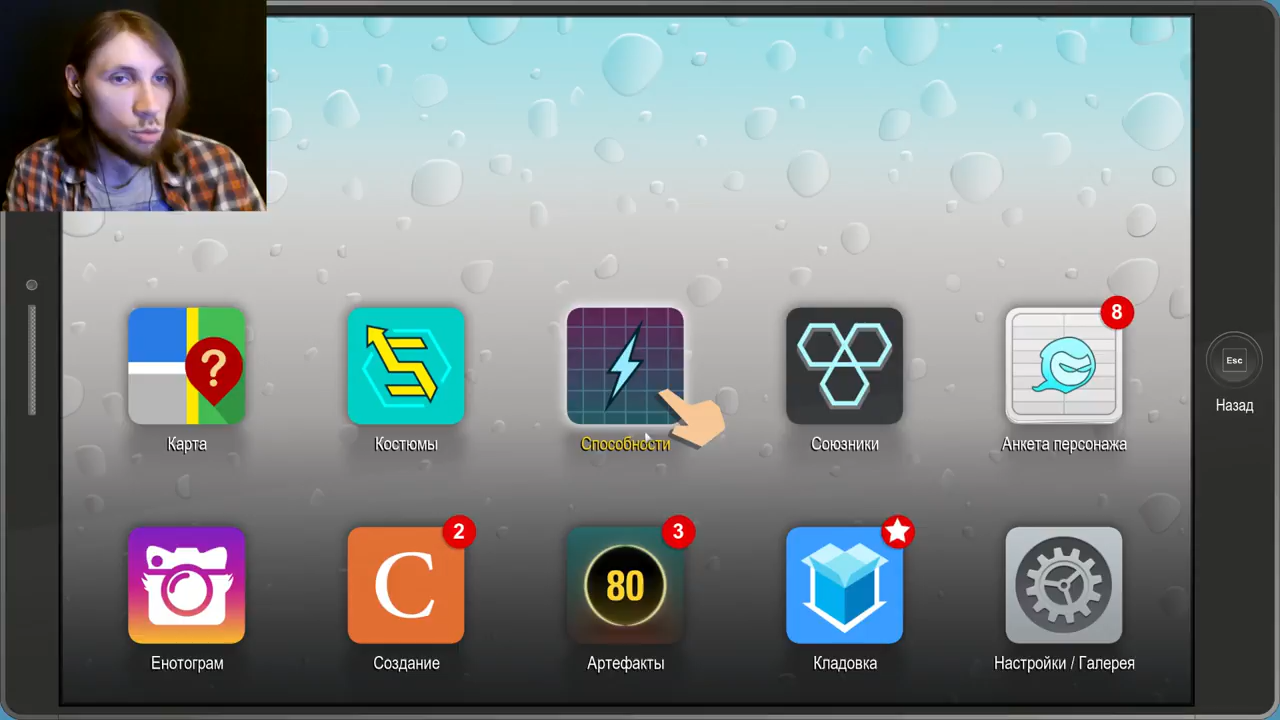 ?
8
Карта
Костюмы
Способности
Союзники
Анкета персонажа
Esc
Назад
2
3
С
80
Енотограм
Создание
Артефакты
Кладовка
Настройки / Галерея